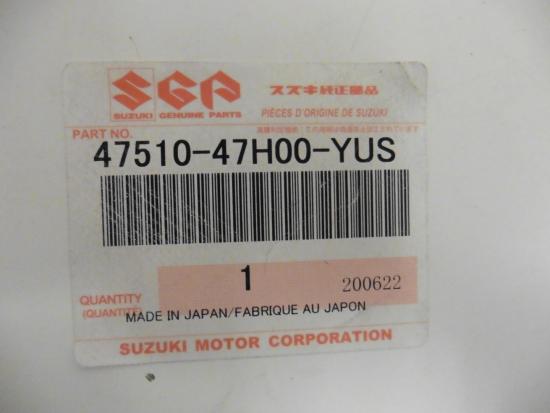 SGP スズキ純正部品
SUZUKI GENUINE PARTS PIÈCES D'ORIGINE DE SUZUKI
PART NO.
47510-47H00-YUS
1 200622
QUANTITY
(QUANTITÉ)
MADE IN JAPAN/FABRIQUE AU JAPON
SUZUKI MOTOR CORPORATION